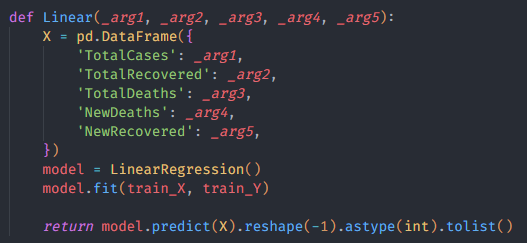 def Linear(_arg1, _arg2, _arg3, _arg4, _arg5):
    X = pd.DataFrame({
        'TotalCases': _arg1,
        'TotalRecovered': _arg2,
        'TotalDeaths': _arg3,
        'NewDeaths': _arg4,
        'NewRecovered': _arg5,
    })
    model = LinearRegression()
    model.fit(train_X, train_Y)

    return model.predict(X).reshape(-1).astype(int).tolist()